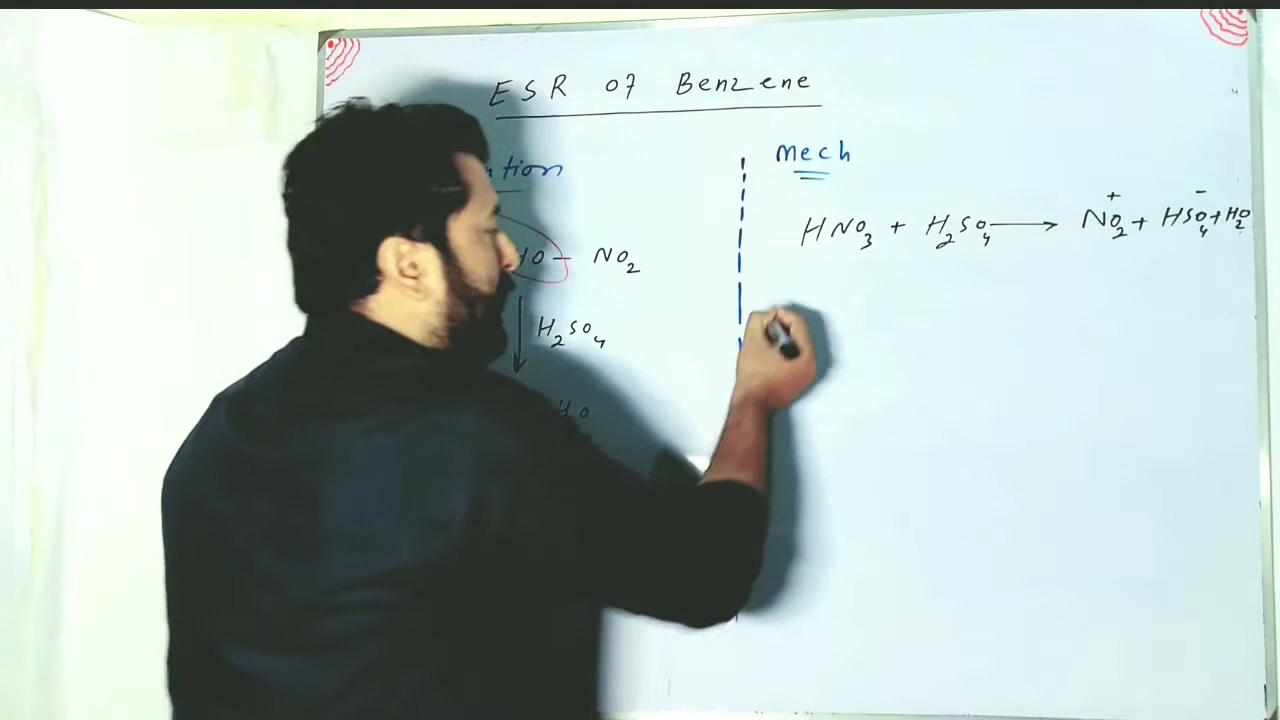 ESR of Benzene
Mech
HNO₃ + H₂SO₄ → NO₂⁺ + HSO₄⁻ + H₂O
NO₂
H₂SO₄